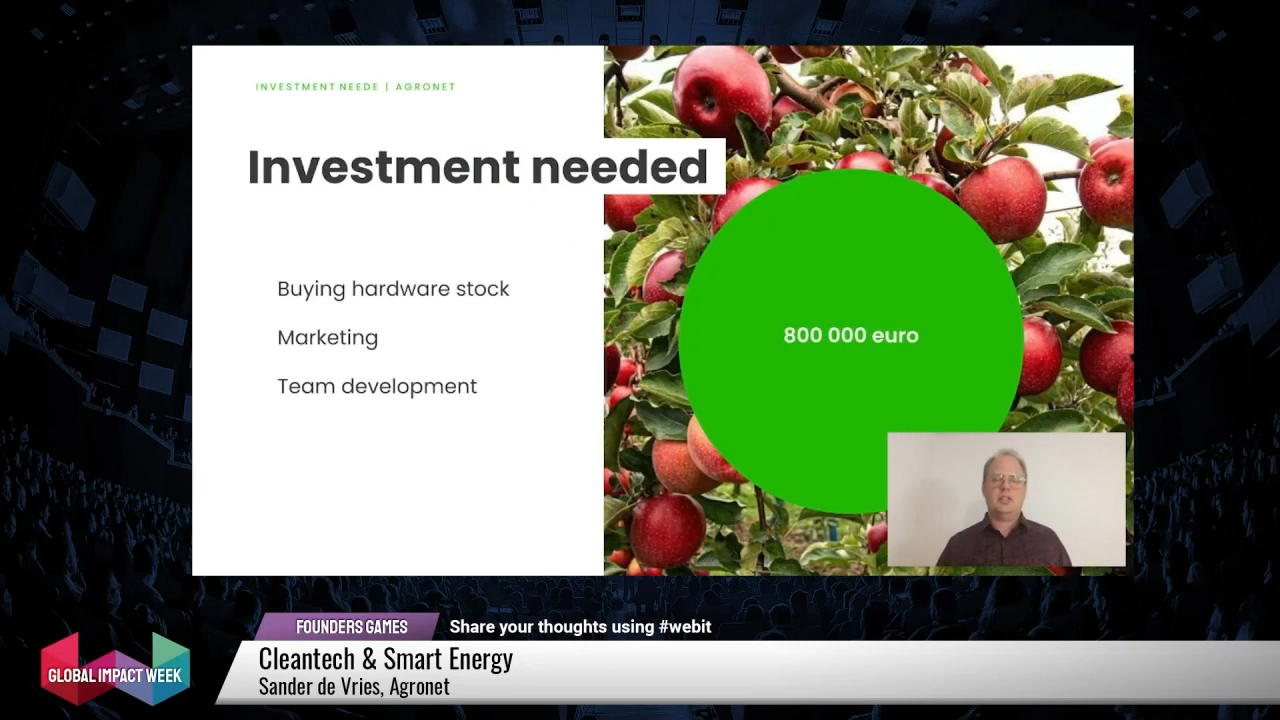 INVESTMENT NEEDE | AGRONET
Investment needed
Buying hardware stock
Marketing
Team development
800 000 euro
FOUNDERS GAMES
Share your thoughts using #webit
GLOBAL IMPACT WEEK
Cleantech & Smart Energy
Sander de Vries, Agronet